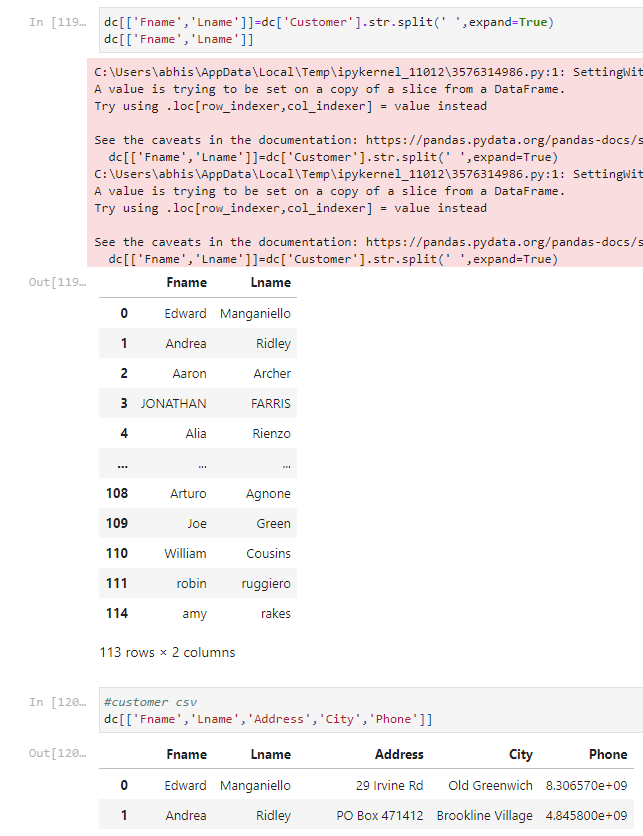 In [119… dc[['Fname','Lname']]=dc['Customer'].str.split(' ',expand=True)
dc[['Fname','Lname']]
C:\Users\abhis\AppData\Local\Temp\ipykernel_11012\3576314986.py:1: SettingWit
A value is trying to be set on a copy of a slice from a DataFrame.
Try using .loc[row_indexer,col_indexer] = value instead
See the caveats in the documentation: https://pandas.pydata.org/pandas-docs/s
dc[['Fname','Lname']]=dc['Customer'].str.split(' ',expand=True)
C:\Users\abhis\AppData\Local\Temp\ipykernel_11012\3576314986.py:1: SettingWit
A value is trying to be set on a copy of a slice from a DataFrame.
Try using .loc[row_indexer,col_indexer] = value instead
See the caveats in the documentation: https://pandas.pydata.org/pandas-docs/s
dc[['Fname','Lname']]=dc['Customer'].str.split(' ',expand=True)
Out[119… Fname Lname
0 Edward Manganiello
1 Andrea Ridley
2 Aaron Archer
3 JONATHAN FARRIS
4 Alia Rienzo
... ... ...
108 Arturo Agnone
109 Joe Green
110 William Cousins
111 robin ruggiero
114 amy rakes
113 rows × 2 columns
In [120… #customer csv
dc[['Fname','Lname','Address','City','Phone']]
Out[120… Fname Lname Address City Phone
0 Edward Manganiello 29 Irvine Rd Old Greenwich 8.306570e+09
1 Andrea Ridley PO Box 471412 Brookline Village 4.845800e+09